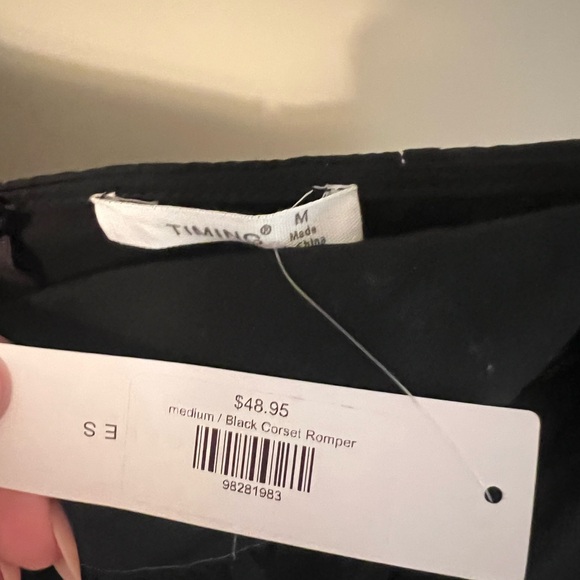 TIMING® M
Made
China
$48.95
medium / Black Corset Romper
98281983
E S